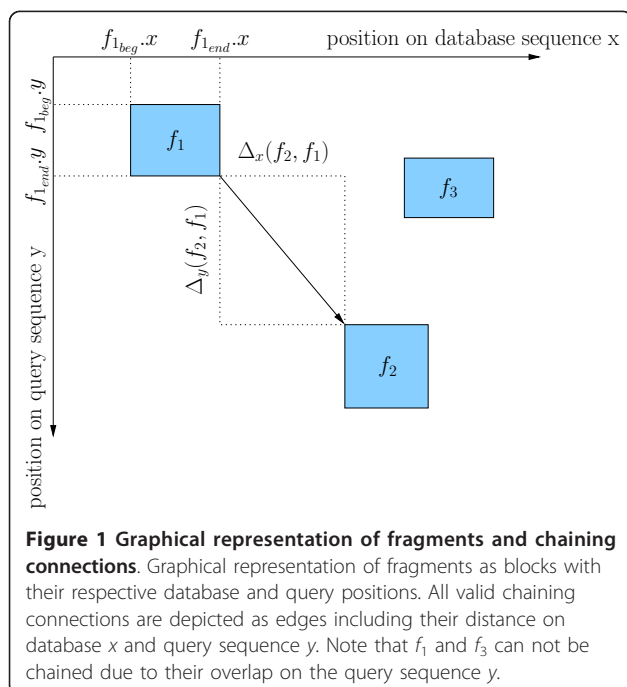 f₁beg.x f₁end.x position on database sequence x
f₁beg.y
f₁end.y
position on query sequence y
f₁
Δx(f₂, f₁)
Δy(f₂, f₁)
f₃
f₂
Figure 1 Graphical representation of fragments and chaining
connections. Graphical representation of fragments as blocks with
their respective database and query positions. All valid chaining
connections are depicted as edges including their distance on
database x and query sequence y. Note that f₁ and f₃ can not be
chained due to their overlap on the query sequence y.